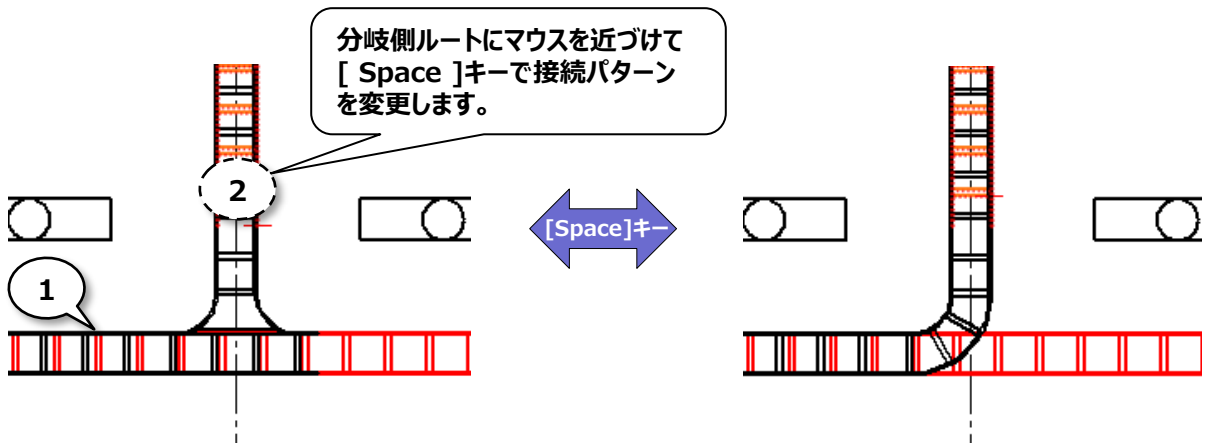 分岐側ルートにマウスを近づけて
[ Space ]キーで接続パターン
を変更します。
2
[Space]キー
1